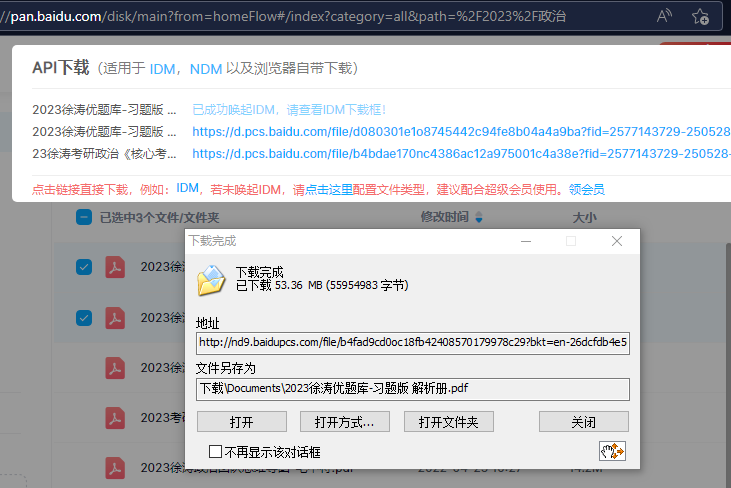 //pan.baidu.com/disk/main?from=homeFlow#/index?category=all&path=%2F2023%2F政治
API下载（适用于 IDM，NDM 以及浏览器自带下载）
2023徐涛优题库-习题版 ... 已成功唤起IDM，请查看IDM下载框！
2023徐涛优题库-习题版 ... https://d.pcs.baidu.com/file/d080301e1o8745442c94fe8b04a4a9ba?fid=2577143729-250528
23徐涛考研政治《核心考... https://d.pcs.baidu.com/file/b4bdae170nc4386ac12a975001c4a38e?fid=2577143729-250528-
点击链接直接下载，例如：IDM，若未唤起IDM，请点击这里配置文件类型，建议配合超级会员使用。领会员
已选中3个文件/文件夹 修改时间 大小
下载完成
下载完成
已下载 53.36 MB (55954983 字节)
2023徐
地址
2023徐
http://nd9.baidupcs.com/file/b4fad9cd0oc18fb42408570179978c29?bkt=en-26dcfdb4e5
文件另存为
2023徐
下载\Documents\2023徐涛优题库-习题版 解析册.pdf
2023考
打开 打开方式... 打开文件夹 关闭
不再显示该对话框